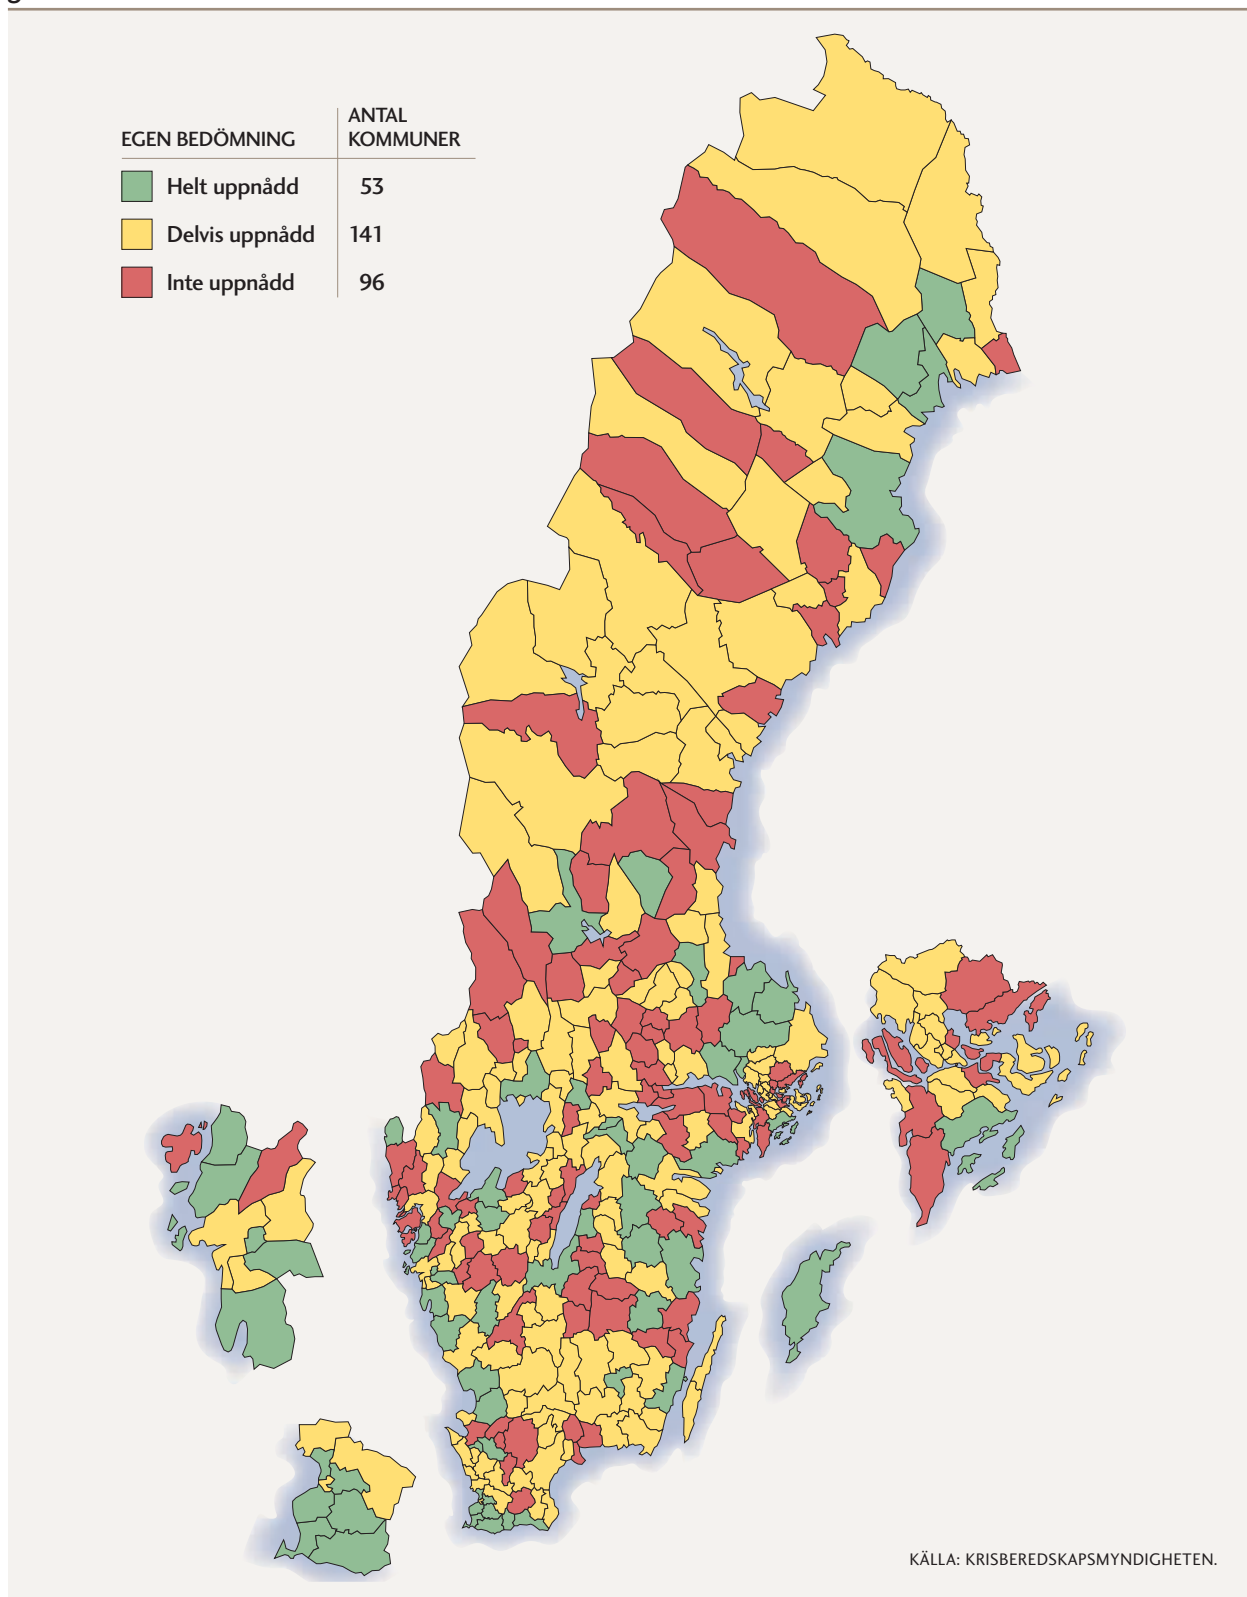 EGEN BEDÖMNING
ANTAL
KOMMUNER
Helt uppnådd 53
Delvis uppnådd 141
Inte uppnådd 96
KÄLLA: KRISBEREDSKAPSMYNDIGHETEN.